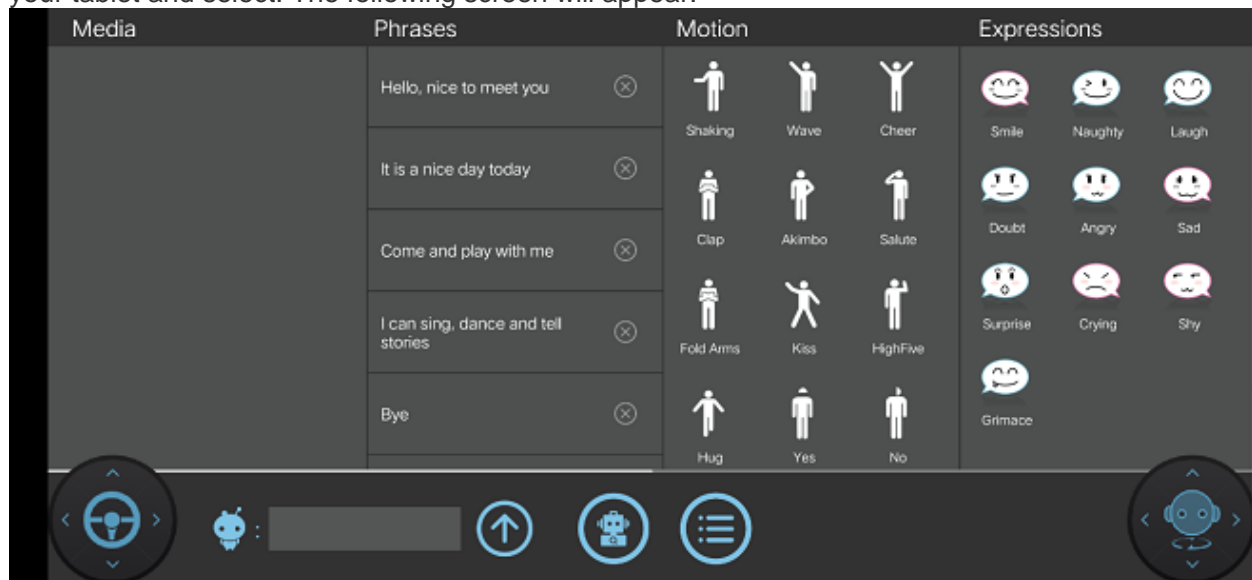 your tablet and select. The following screen will appear:
Media
Phrases
Motion
Expressions
Hello, nice to meet you
It is a nice day today
Come and play with me
I can sing, dance and tell
stories
Bye
Shaking
Wave
Cheer
Clap
Akimbo
Salute
Fold Arms
Kiss
HighFive
Hug
Yes
No
Smile
Naughty
Laugh
Doubt
Angry
Sad
Surprise
Crying
Shy
Grimace
: